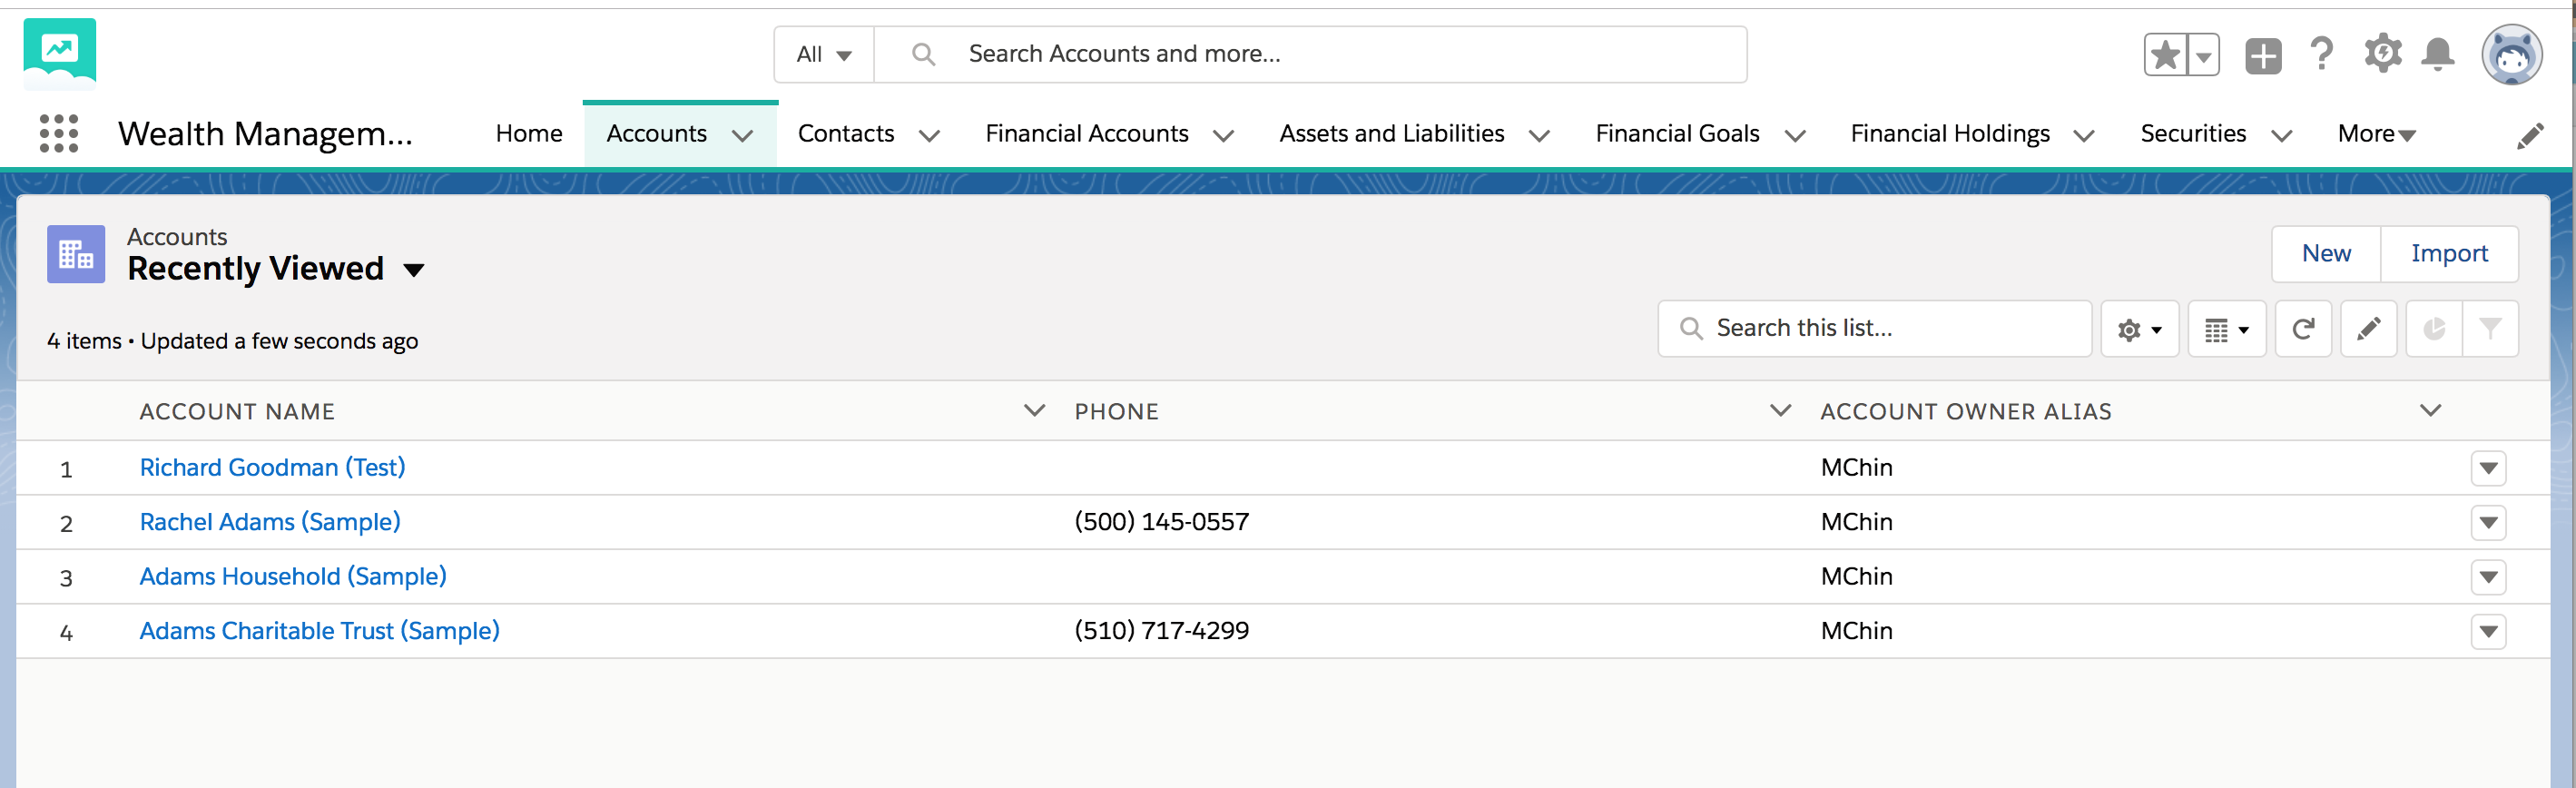 All Search Accounts and more...
Wealth Managem... Home Accounts Contacts Financial Accounts Assets and Liabilities Financial Goals Financial Holdings Securities More
Accounts
Recently Viewed
New Import
4 items • Updated a few seconds ago
Search this list...
ACCOUNT NAME PHONE ACCOUNT OWNER ALIAS
1 Richard Goodman (Test) MChin
2 Rachel Adams (Sample) (500) 145-0557 MChin
3 Adams Household (Sample) MChin
4 Adams Charitable Trust (Sample) (510) 717-4299 MChin